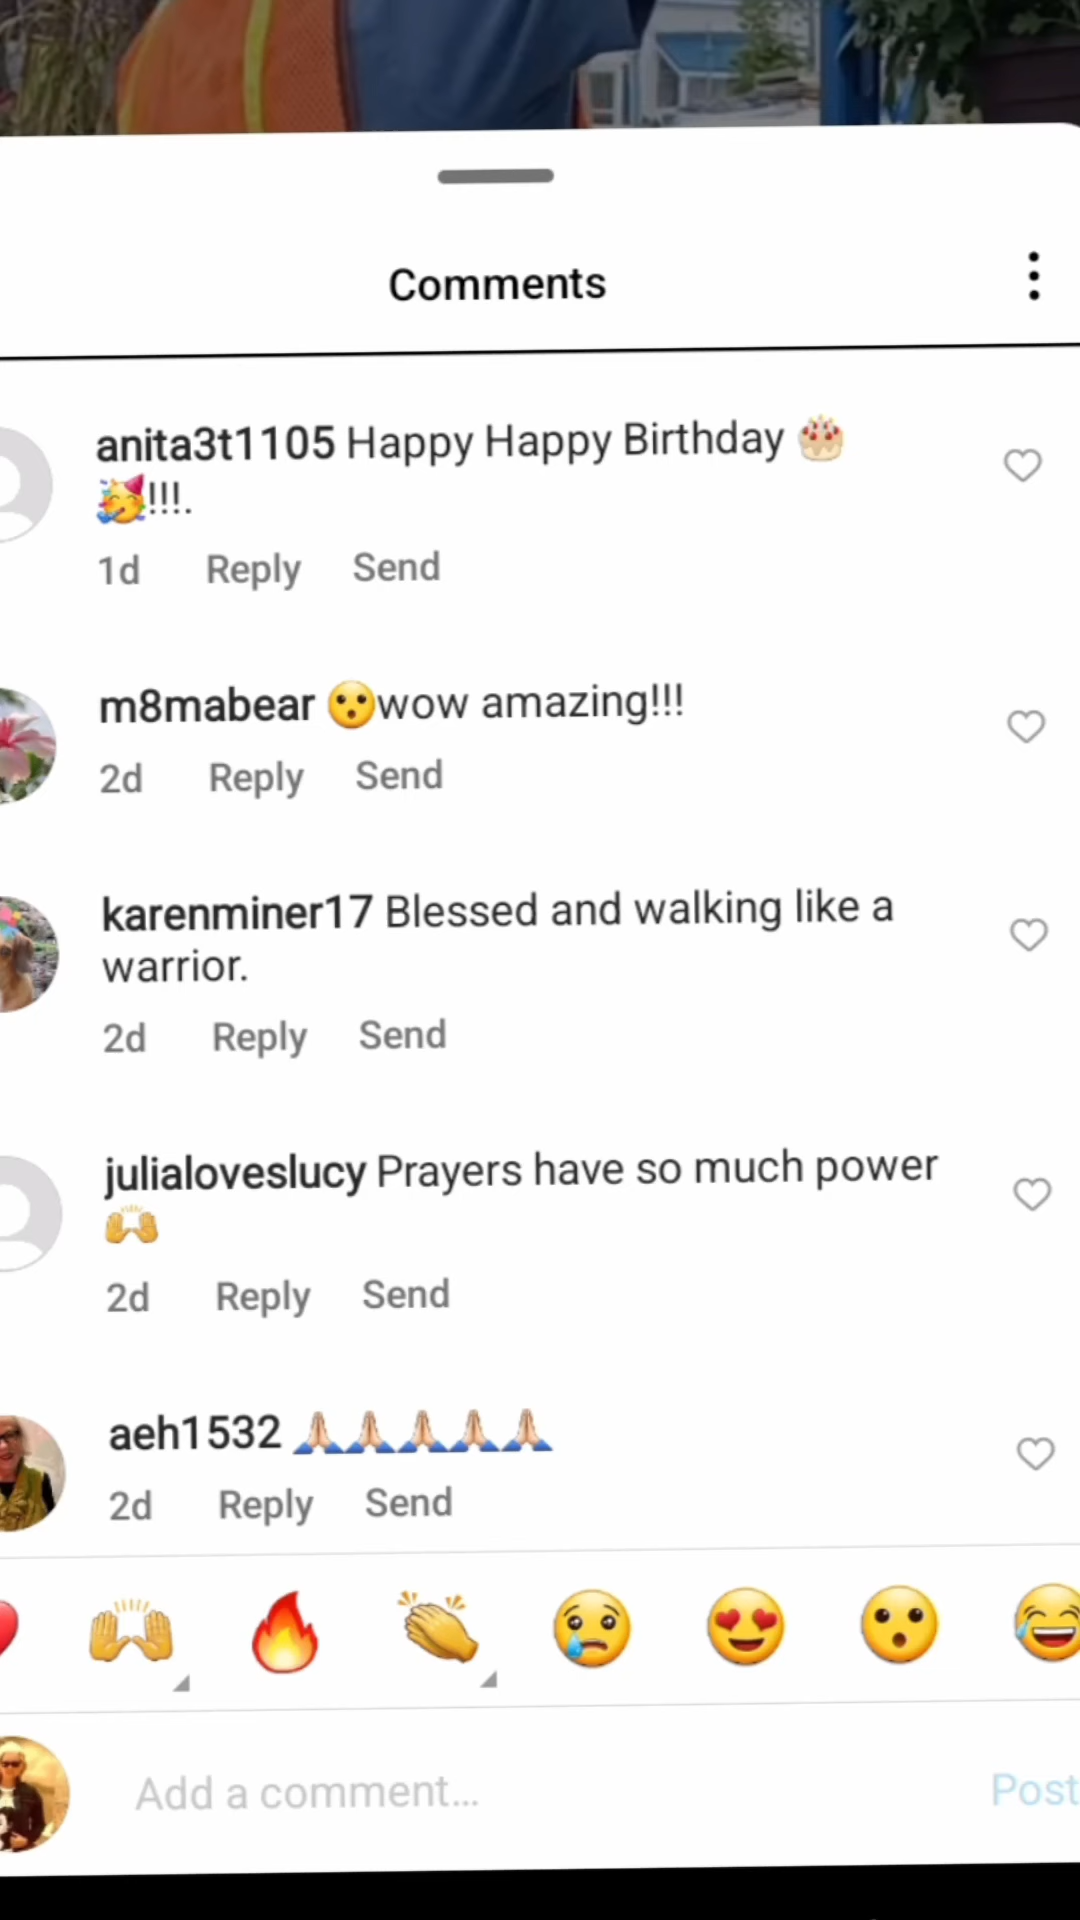 Comments
anita3t1105 Happy Happy Birthday 🎂
🥳!!!.
1d Reply Send
m8mabear 😯wow amazing!!!
2d Reply Send
karenminer17 Blessed and walking like a
warrior.
2d Reply Send
julialoveslucy Prayers have so much power
🙌
2d Reply Send
aeh1532 🙏🏻🙏🏻🙏🏻🙏🏻🙏🏻
2d Reply Send
Add a comment... Post